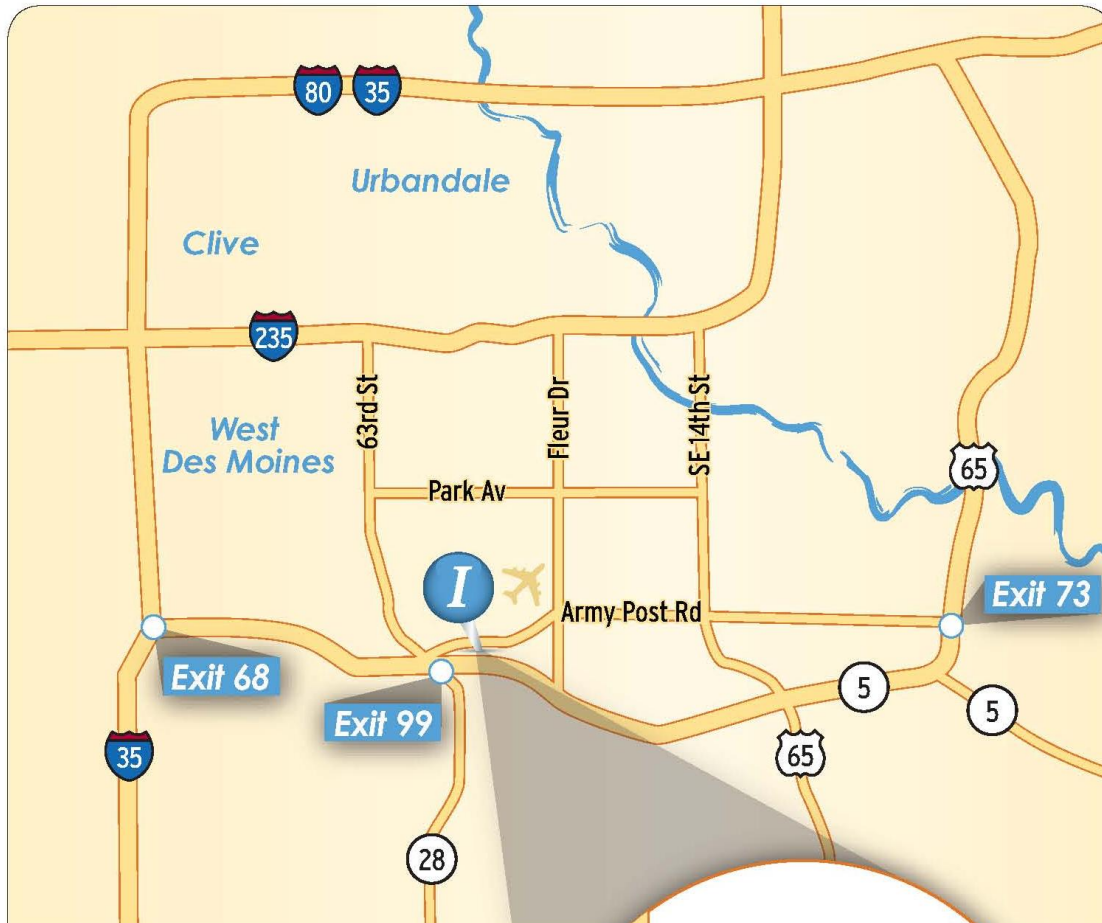 80
35
Urbandale
Clive
235
63rd St
Fleur Dr
SE 14th St
West
Des Moines
65
Park Av
I
Exit 73
Army Post Rd
Exit 68
5
5
Exit 99
35
65
28